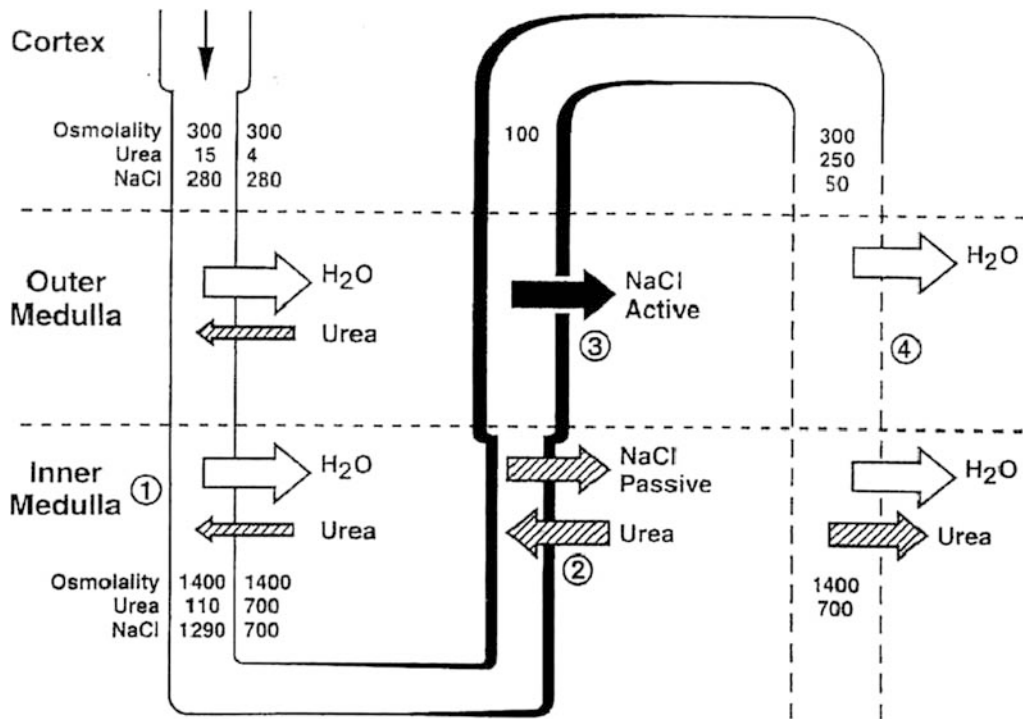 Cortex
Osmolality 300 300
Urea 15 4
NaCl 280 280
100
300
250
50
Outer
Medulla
H2O
Urea
NaCl
Active
③
H2O
④
Inner
Medulla ①
H2O
Urea
NaCl
Passive
Urea
②
H2O
Urea
Osmolality 1400 1400
Urea 110 700
NaCl 1290 700
1400
700